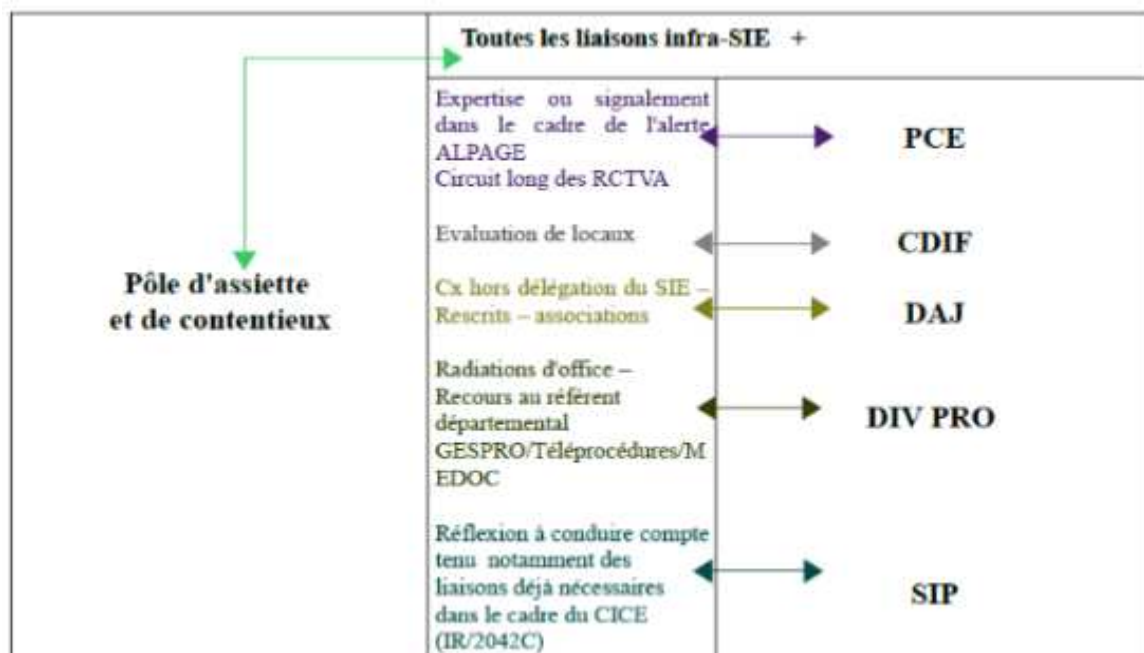 Toutes les liaisons infra-SIE +
Expertise ou signalement
dans le cadre de l'alerte
ALPAGE
Circuit long des RCTVA
PCE
Evaluation de locaux
CDIF
Pôle d'assiette
et de contentieux
Cx hors délégation du SIE –
Rescrits – associations
DAJ
Radiations d'office –
Recours au référent
départemental
GESPRO/Téléprocédures/M
EDOC
DIV PRO
Réflexion à conduire compte
tenu notamment des
liaisons déjà nécessaires
dans le cadre du CICE
(IR/2042C)
SIP